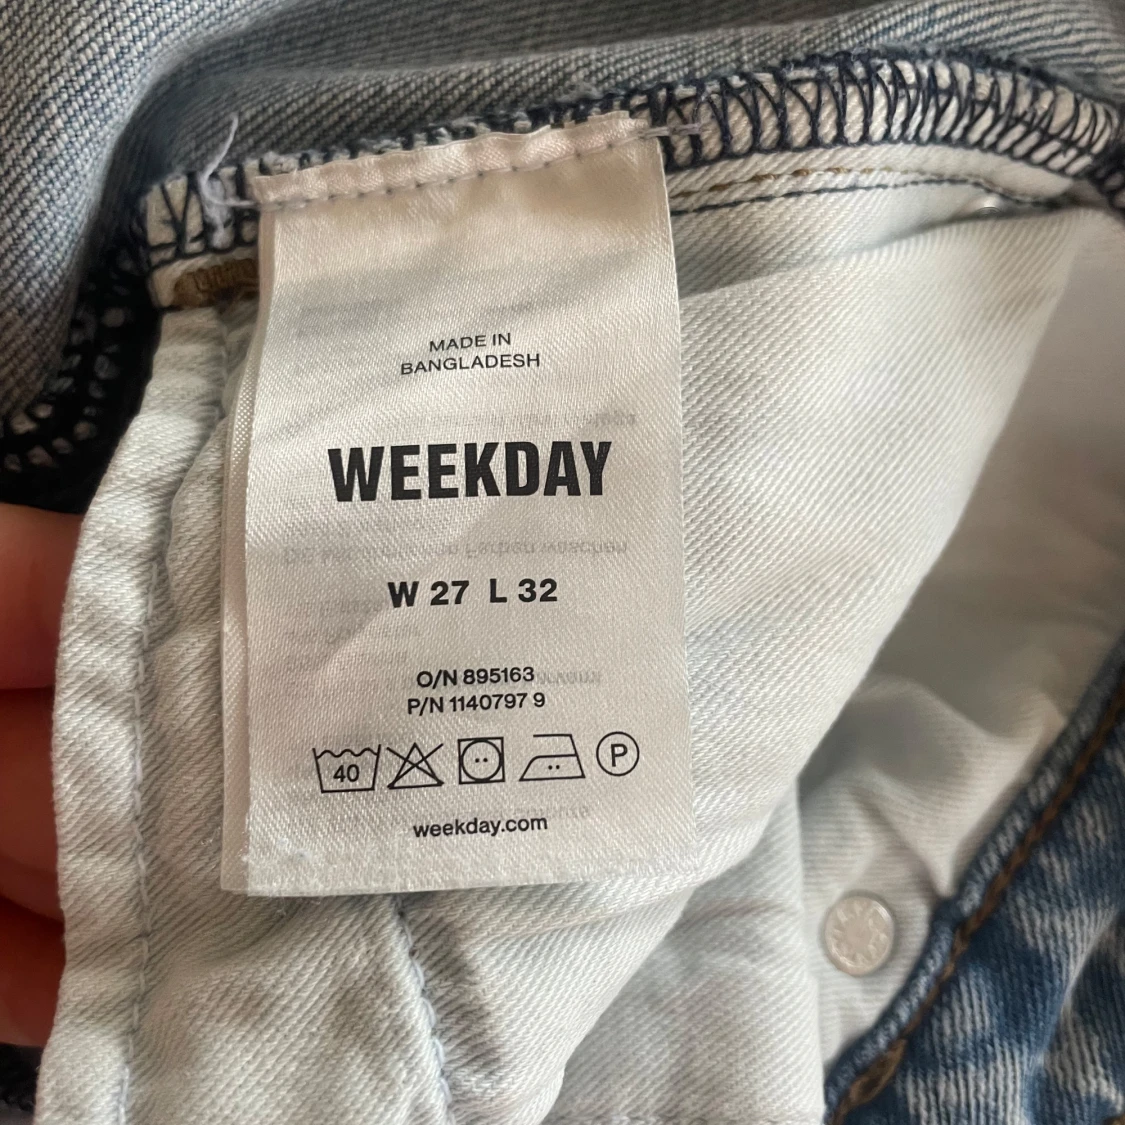 MADE IN
BANGLADESH
WEEKDAY
W 27 L 32
O/N 895163
P/N 1140797 9
40
P
weekday.com